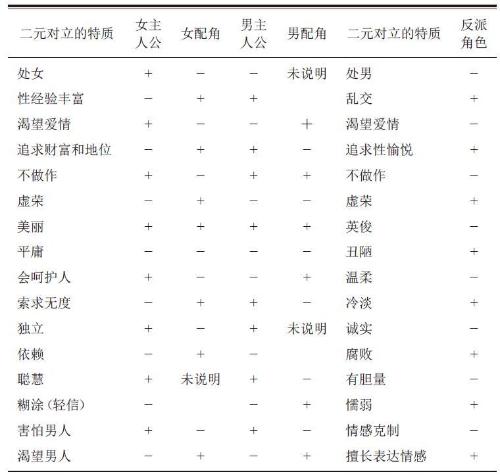 二元对立的特质 女主人公 女配角 男主人公 男配角 二元对立的特质 反派角色
处女 + − − 未说明 处男 −
性经验丰富 − + + 乱交 +
渴望爱情 + − − + 渴望爱情 −
追求财富和地位 − + + − 追求性愉悦 +
不做作 + − + + 不做作 −
虚荣 − + − − 虚荣 +
美丽 + + + + 英俊 −
平庸 − − − − 丑陋 +
会呵护人 + − − + 温柔 −
索求无度 − + + − 冷淡 +
独立 + − + 未说明 诚实 −
依赖 − + − 腐败 +
聪慧 + 未说明 + − 有胆量 −
糊涂(轻信) − − + 懦弱 +
害怕男人 + − + − 情感克制 −
渴望男人 − + − + 擅长表达情感 +